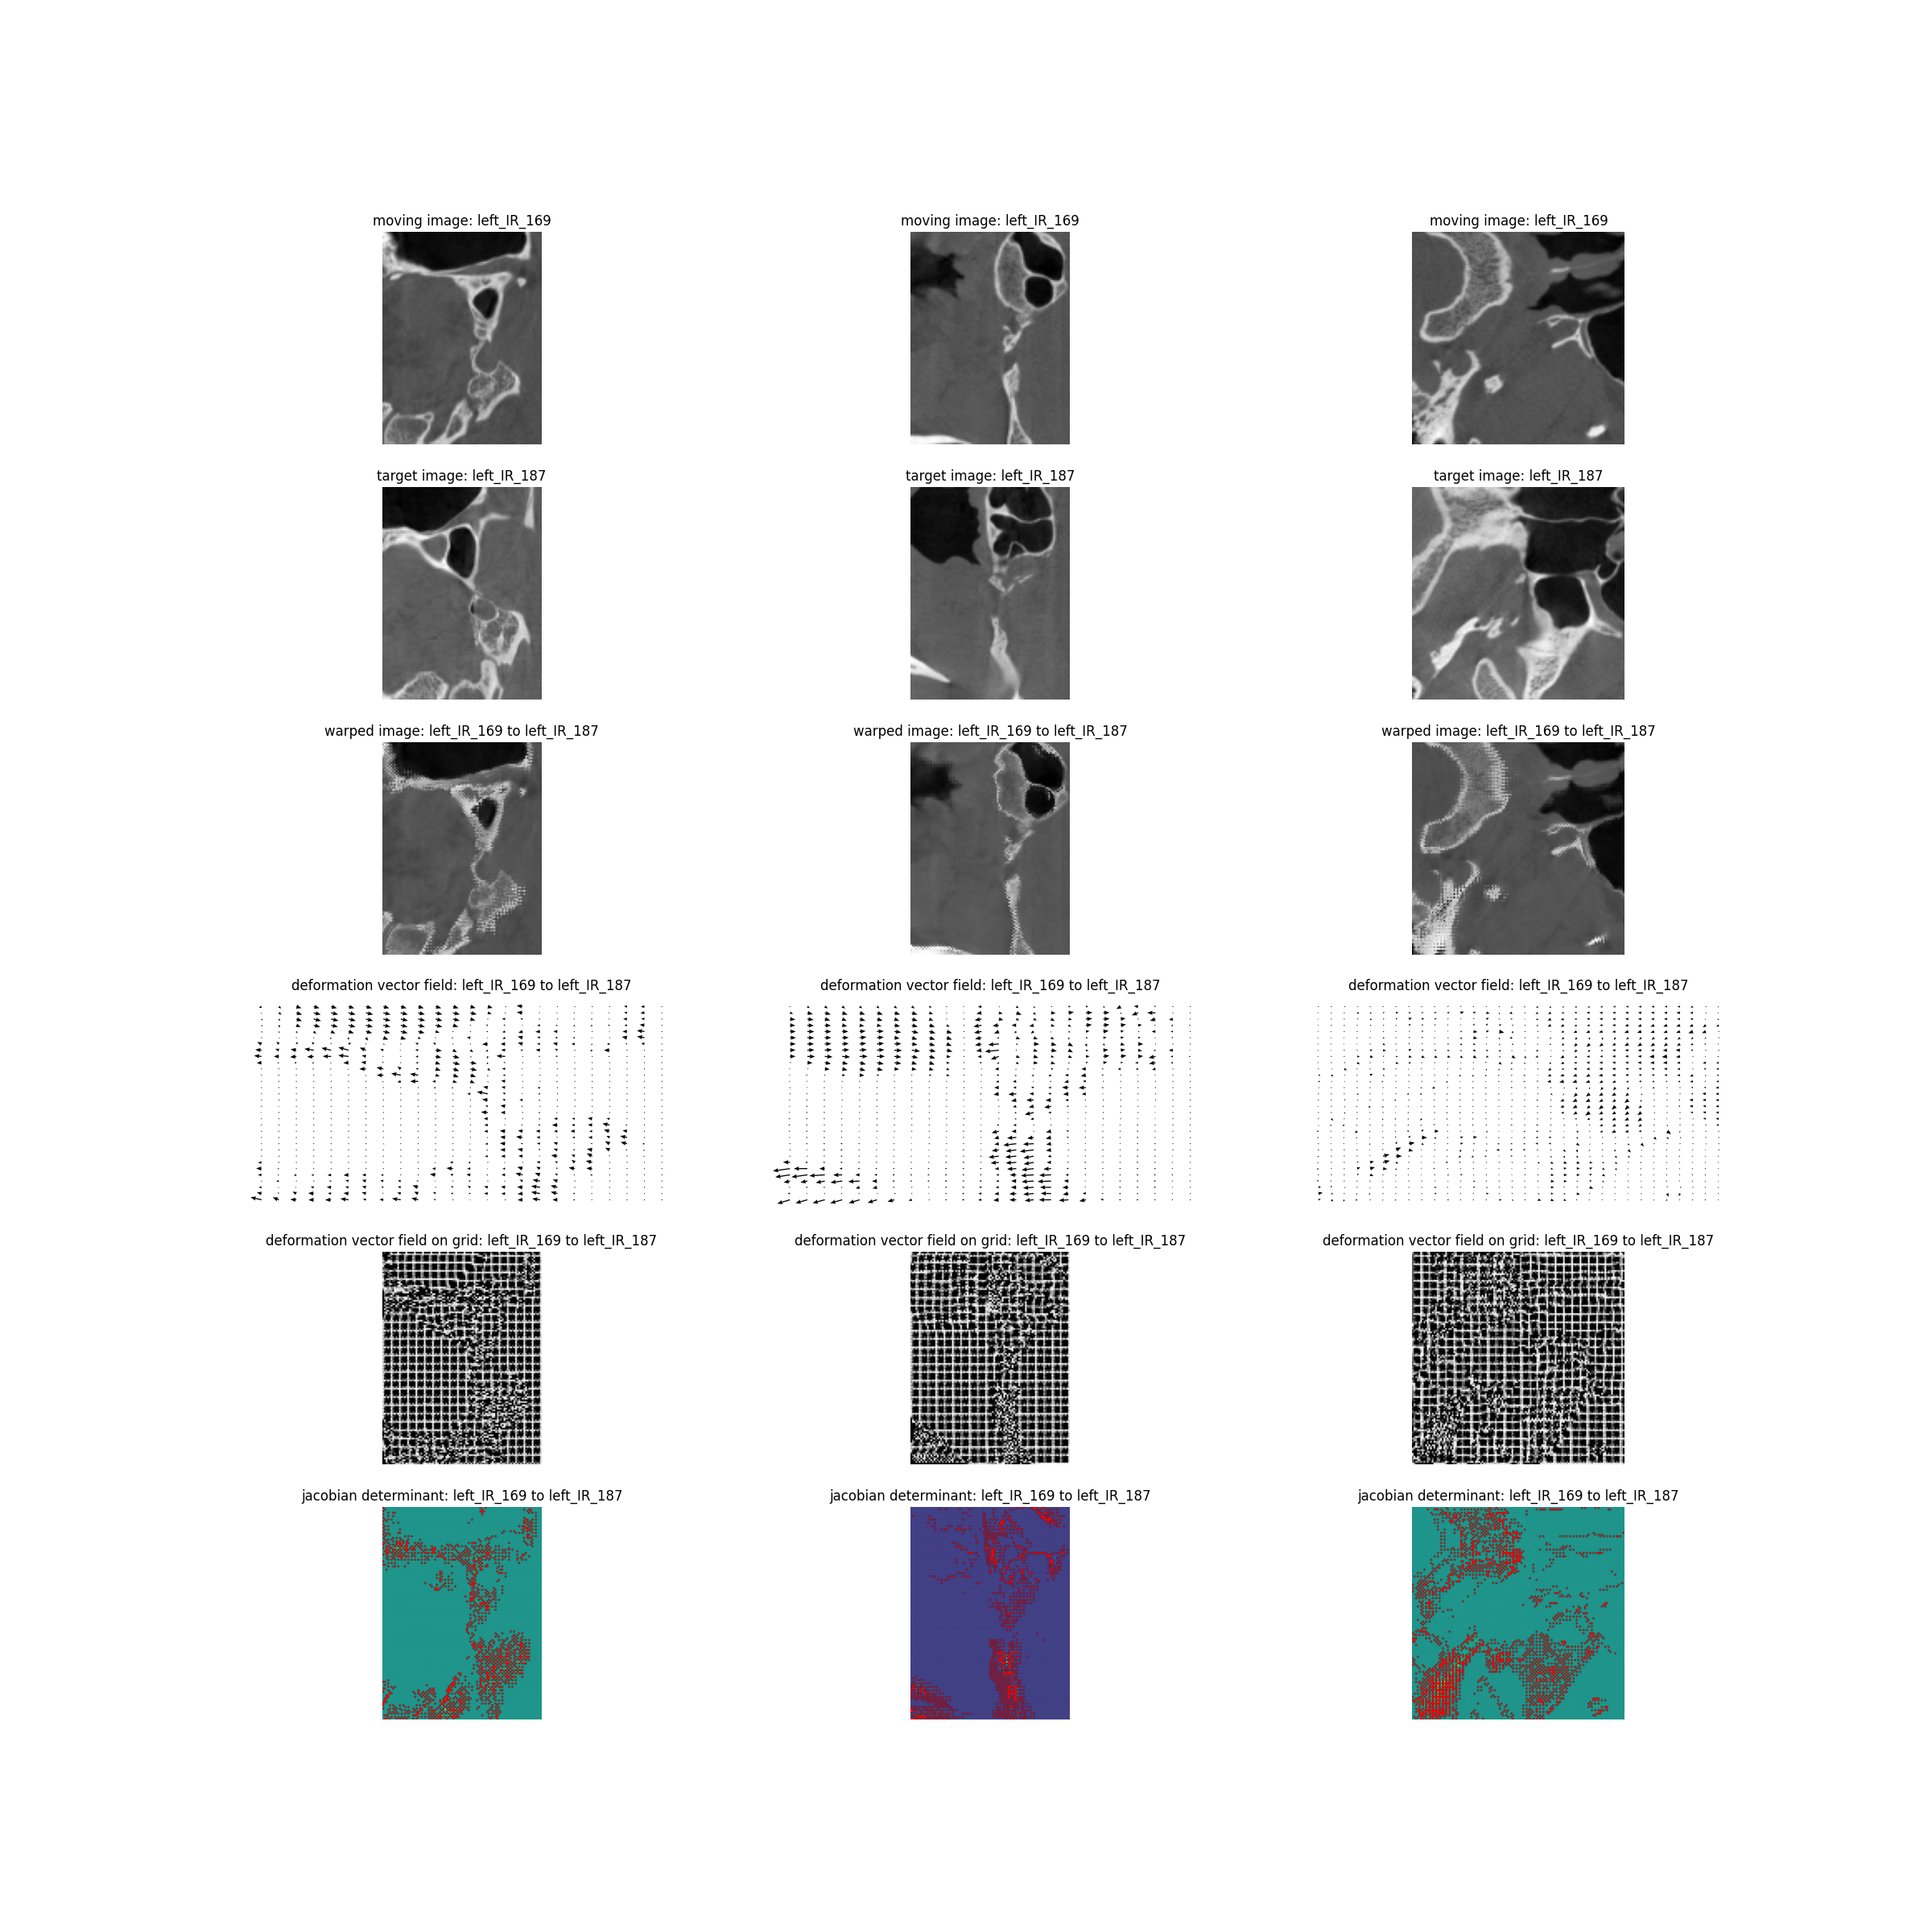 moving image: left_IR_169
moving image: left_IR_169
moving image: left_IR_169
target image: left_IR_187
target image: left_IR_187
target image: left_IR_187
warped image: left_IR_169 to left_IR_187
warped image: left_IR_169 to left_IR_187
warped image: left_IR_169 to left_IR_187
deformation vector field: left_IR_169 to left_IR_187
deformation vector field: left_IR_169 to left_IR_187
deformation vector field: left_IR_169 to left_IR_187
deformation vector field on grid: left_IR_169 to left_IR_187
deformation vector field on grid: left_IR_169 to left_IR_187
deformation vector field on grid: left_IR_169 to left_IR_187
jacobian determinant: left_IR_169 to left_IR_187
jacobian determinant: left_IR_169 to left_IR_187
jacobian determinant: left_IR_169 to left_IR_187